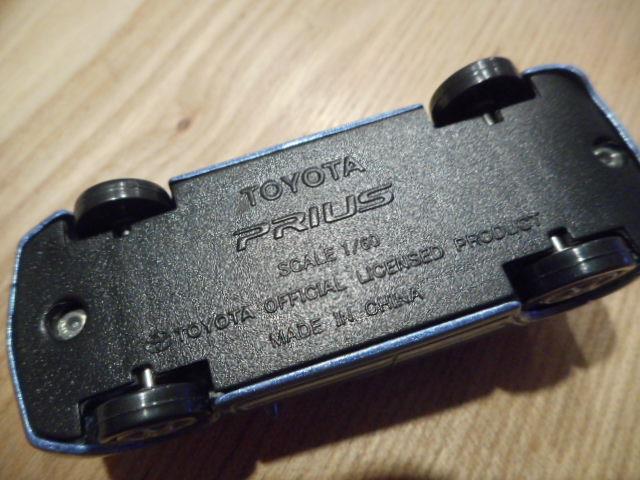 TOYOTA
PRIUS
SCALE 1/60
TOYOTA OFFICIAL LICENSED PRODUCT
MADE IN CHINA